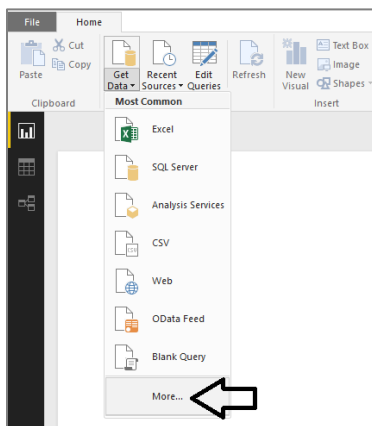 File Home
Cut
Copy
Paste
Get
Data
Recent
Sources
Edit
Queries
Refresh
New
Visual
Text Box
Image
Shapes
Clipboard
Insert
Most Common
Excel
SQL Server
Analysis Services
CSV
Web
OData Feed
Blank Query
More...